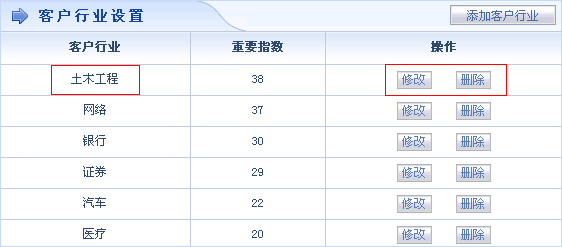 客户行业设置 添加客户行业
客户行业 重要指数 操作
土木工程 38 修改 删除
网络 37 修改 删除
银行 30 修改 删除
证券 29 修改 删除
汽车 22 修改 删除
医疗 20 修改 删除